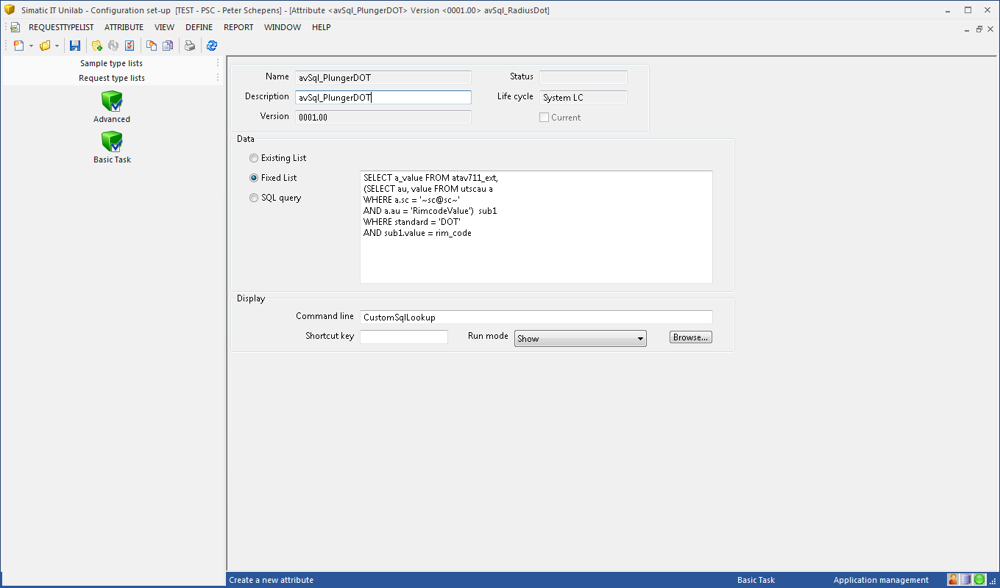 Simatic IT Unilab - Configuration set-up [TEST - PSC - Peter Schepens] - [Attribute <avSql_PlungerDOT> Version <0001.00> avSql_RadiusDot]
REQUESTTYPELIST ATTRIBUTE VIEW DEFINE REPORT WINDOW HELP
Sample type lists
Request type lists
Advanced
Basic Task
Name avSql_PlungerDOT Status
Description avSql_PlungerDOT Life cycle System LC
Version 0001.00 Current
Data
Existing List
Fixed List
SQL query
SELECT a_value FROM atav711_ext,
(SELECT au, value FROM utscau a
WHERE a.sc = '~sc@sc~'
AND a.au = 'RimcodeValue') sub1
WHERE standard = 'DOT'
AND sub1.value = rim_code
Display
Command line CustomSqlLookup
Shortcut key Run mode Show Browse...
Create a new attribute Basic Task Application management